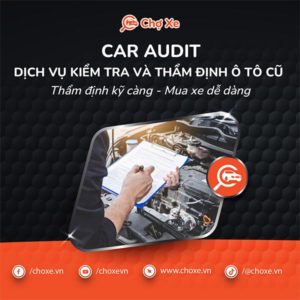 Chợ Xe
CAR AUDIT
DỊCH VỤ KIỂM TRA VÀ THẨM ĐỊNH Ô TÔ CŨ
Thẩm định kỹ càng - Mua xe dễ dàng
/choxe.vn
/choxevn
www.choxe.vn
/@choxe.vn